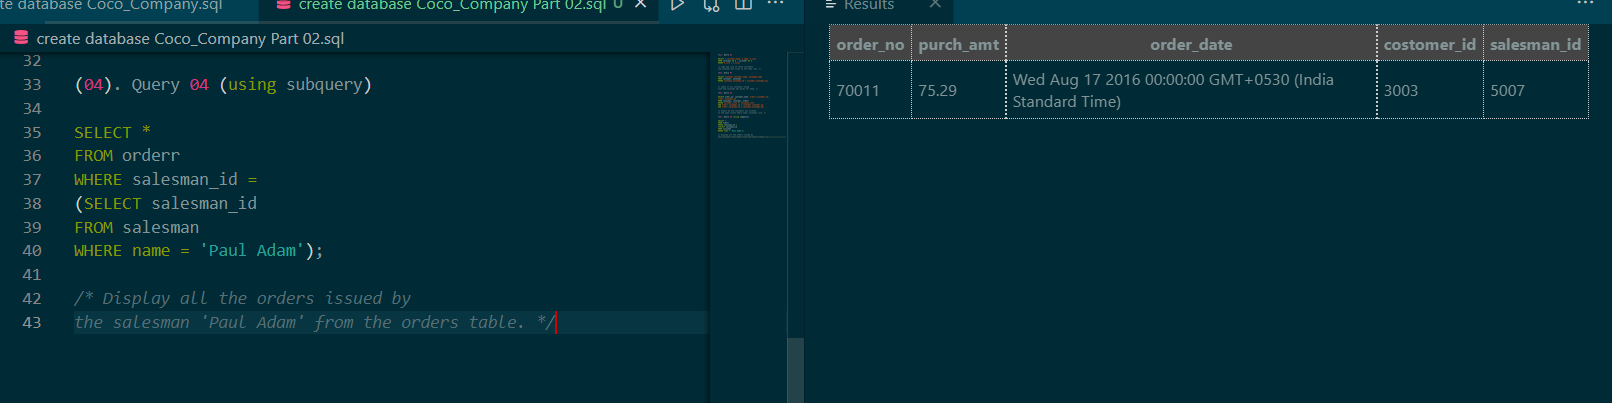 te database Coco_Company.sql
create database Coco_Company Part 02.sql U
create database Coco_Company Part 02.sql
32
33 (04). Query 04 (using subquery)
34
35 SELECT *
36 FROM orderr
37 WHERE salesman_id =
38 (SELECT salesman_id
39 FROM salesman
40 WHERE name = 'Paul Adam');
41
42 /* Display all the orders issued by
43 the salesman 'Paul Adam' from the orders table. */
Results
order_no purch_amt order_date costomer_id salesman_id
70011 75.29 Wed Aug 17 2016 00:00:00 GMT+0530 (India
Standard Time) 3003 5007